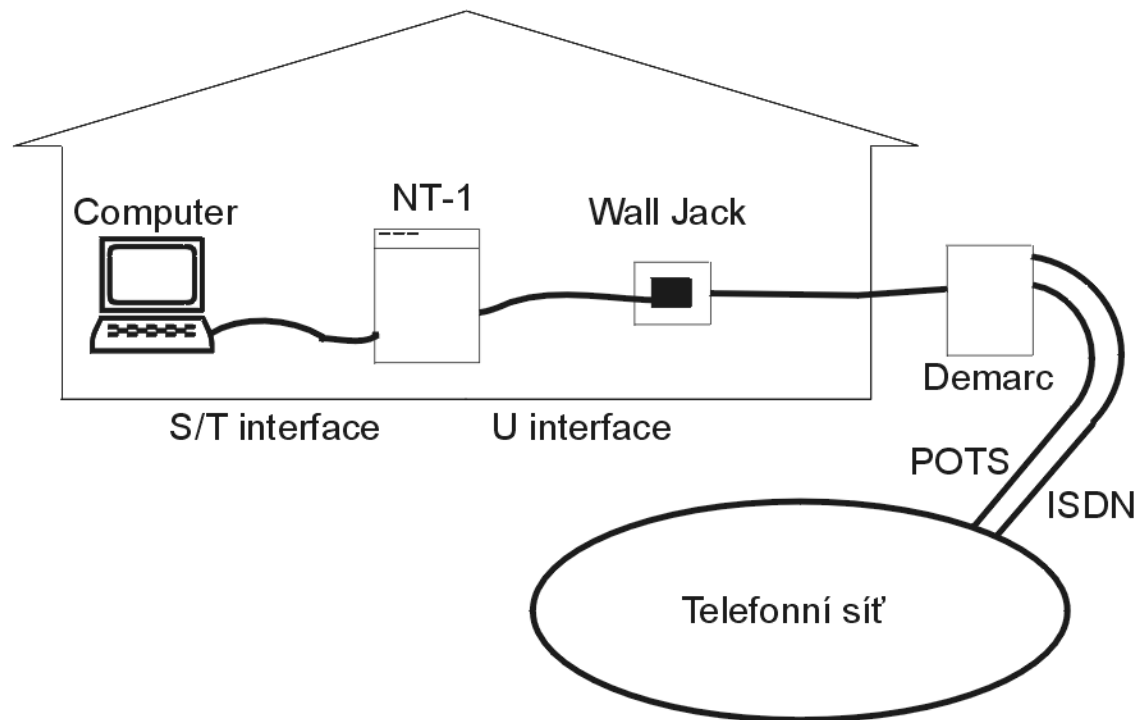 NT-1
Computer
Wall Jack
Demarc
S/T interface
U interface
POTS
ISDN
Telefonní síť